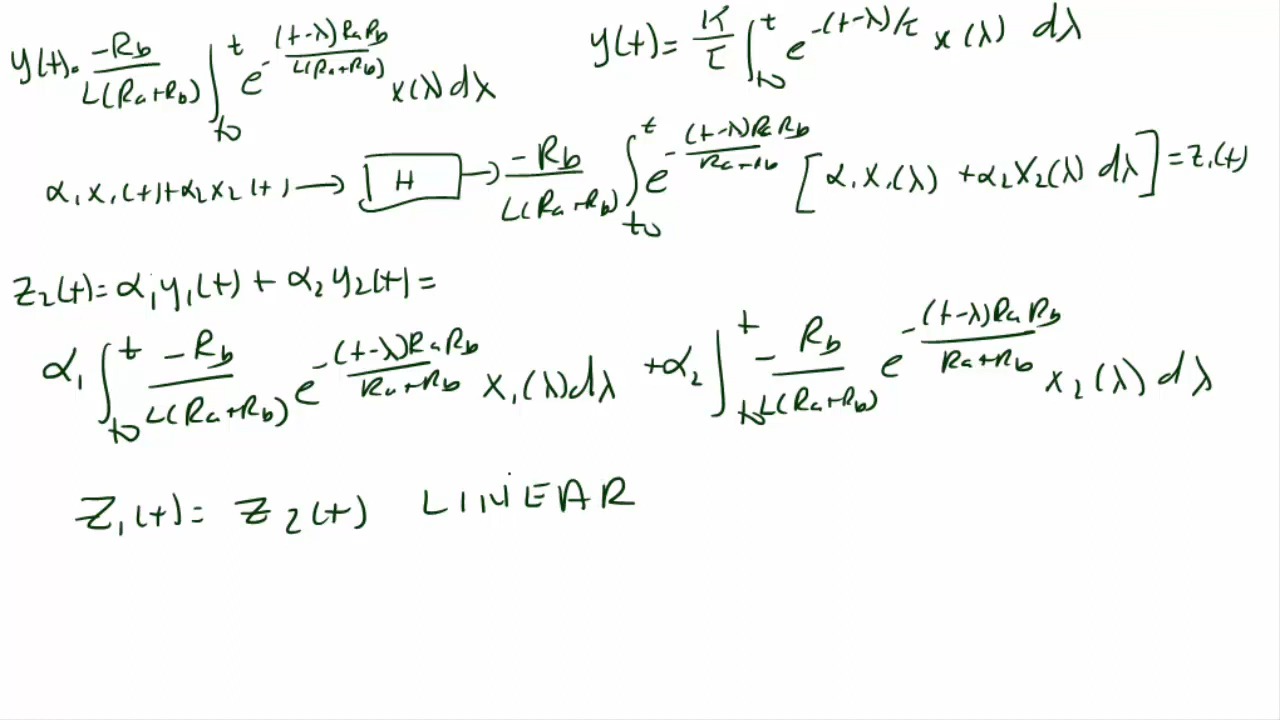 y(t) = -Rb / L(Ra+Rb) ∫_{t0}^{t} e^{-(t-λ)RaRb / L(Ra+Rb)} x(λ) dλ
y(t) = K/τ ∫_{t0}^{t} e^{-(t-λ)/τ} x(λ) dλ
α₁x₁(t)+α₂x₂(t) → H → -Rb / L(Ra+Rb) ∫_{t0}^{t} e^{-(t-λ)RaRb / Ra+Rb} [α₁x₁(λ) + α₂x₂(λ) dλ] = z₁(t)
z₂(t) = α₁y₁(t) + α₂y₂(t) =
α₁ ∫_{t0}^{t} -Rb / L(Ra+Rb) e^{-(t-λ)RaRb / Ra+Rb} x₁(λ)dλ + α₂ ∫_{t0}^{t} -Rb / L(Ra+Rb) e^{-(t-λ)RaRb / Ra+Rb} x₂(λ)dλ
z₁(t) = z₂(t) LINEAR